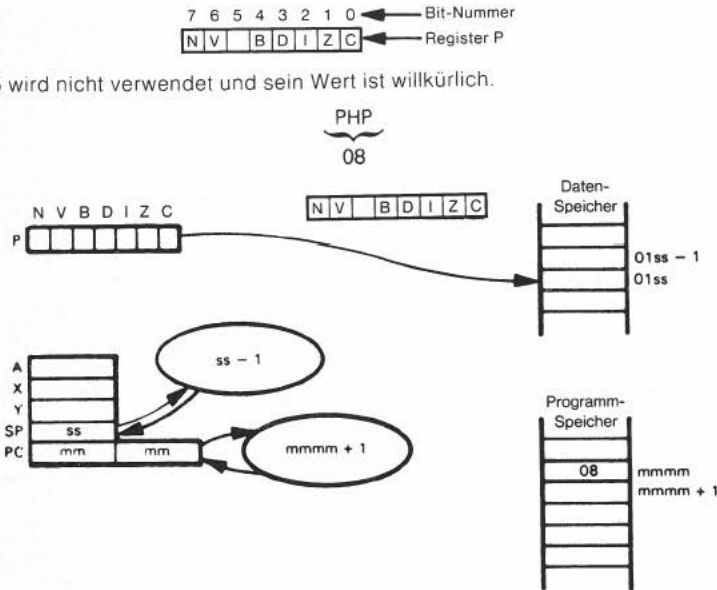 7 6 5 4 3 2 1 0 Bit-Nummer
N V B D I Z C Register P
wird nicht verwendet und sein Wert ist willkürlich.
PHP
08
N V B D I Z C
P
N V B D I Z C
Daten-
Speicher
01ss – 1
01ss
A
X
Y
SP ss
PC mm mm
ss – 1
mmmm + 1
Programm-
Speicher
08 mmmm
mmmm + 1